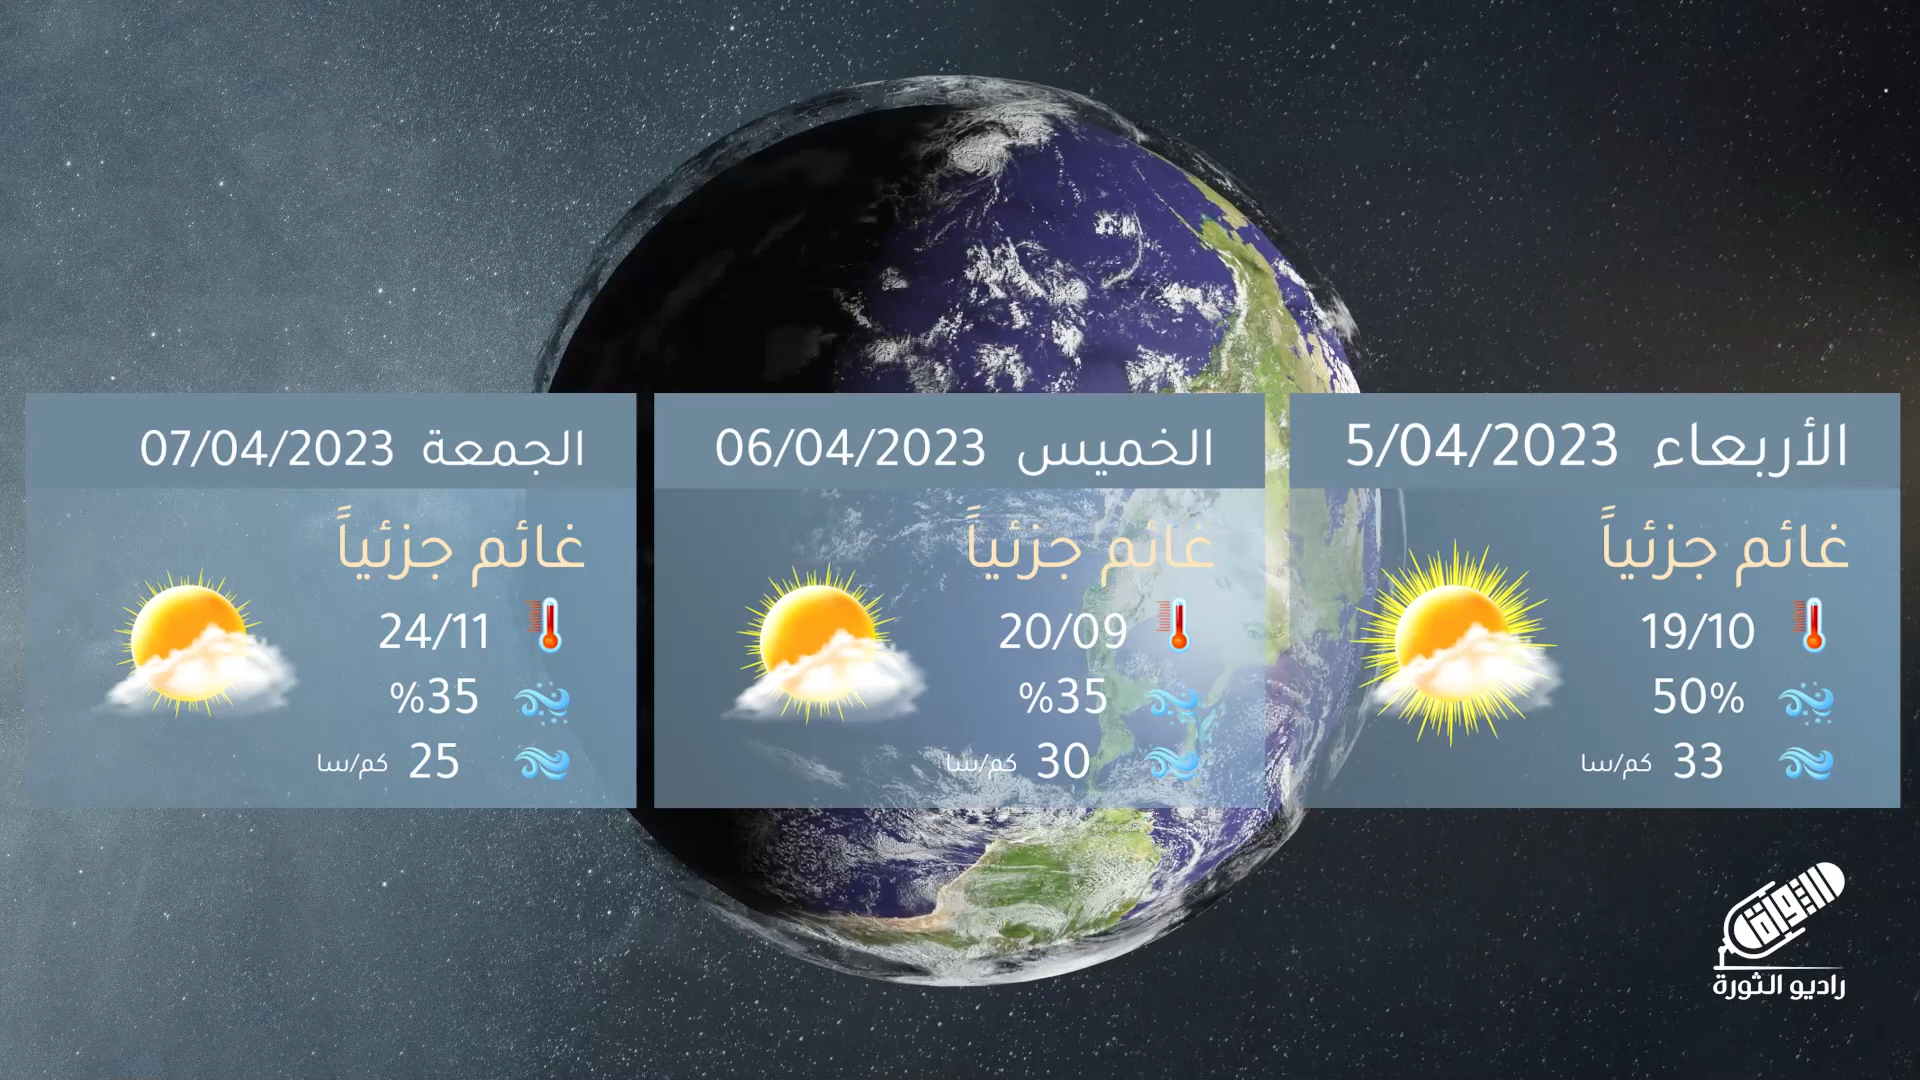 الأربعاء 5/04/2023
غائم جزئياً
19/10
50%
33 كم/سا
الخميس 06/04/2023
غائم جزئياً
20/09
%35
30 كم/سا
الجمعة 07/04/2023
غائم جزئياً
24/11
%35
25 كم/سا
الثورة
راديو الثورة